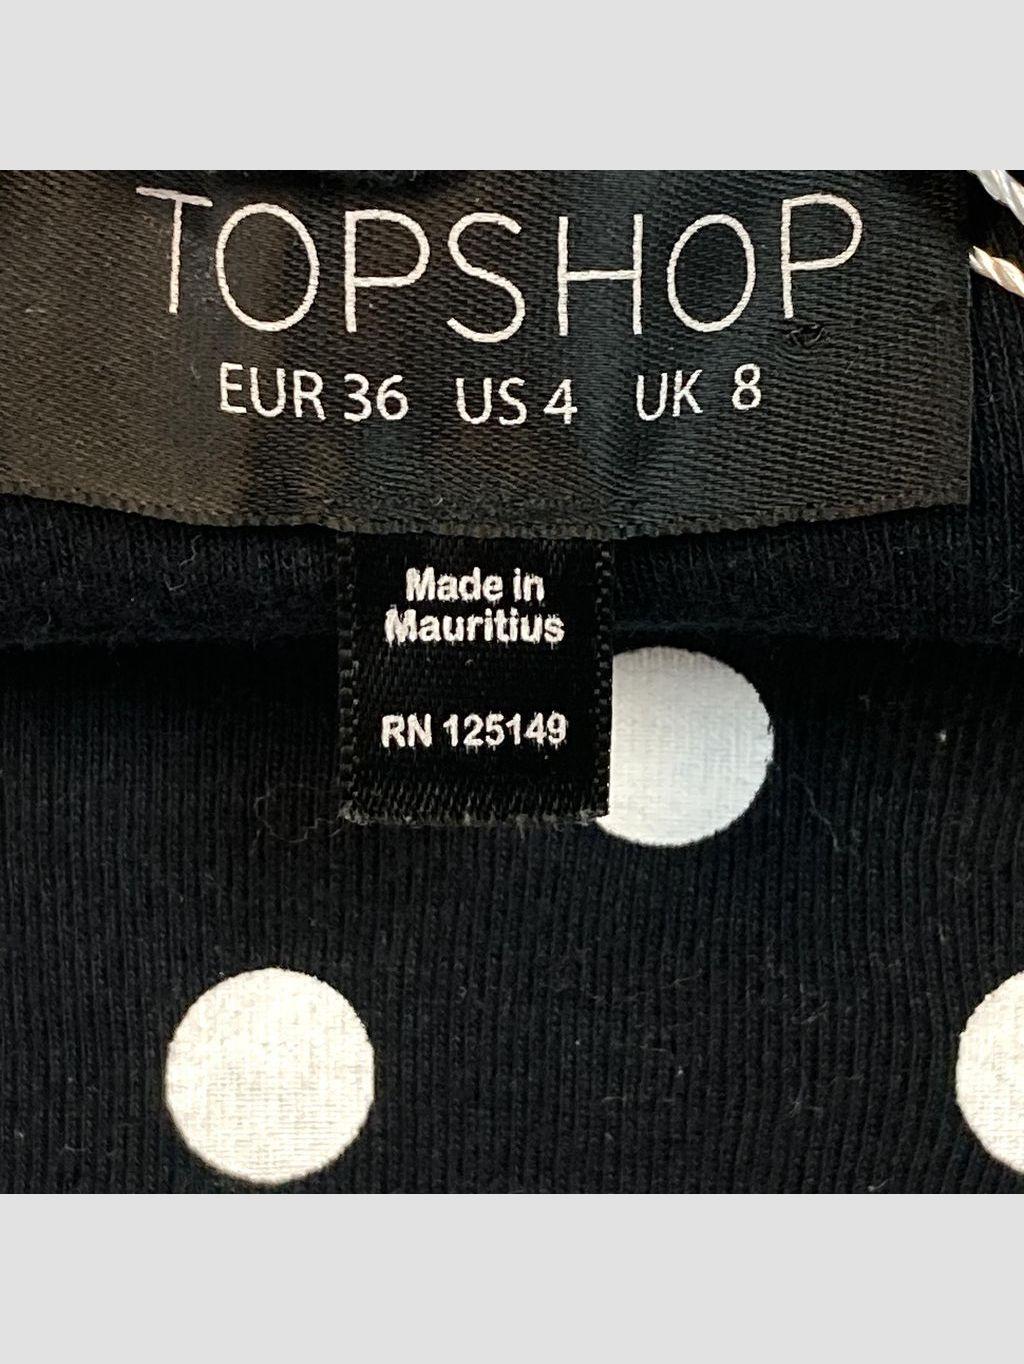 TOPSHOP
EUR 36 US 4 UK 8
Made in
Mauritius
RN 125149